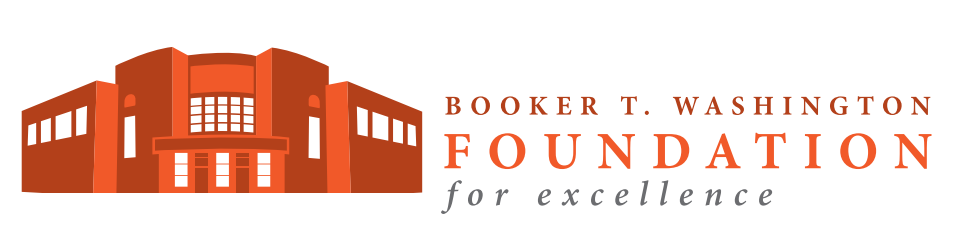 BOOKER T. WASHINGTON
FOUNDATION
for excellence